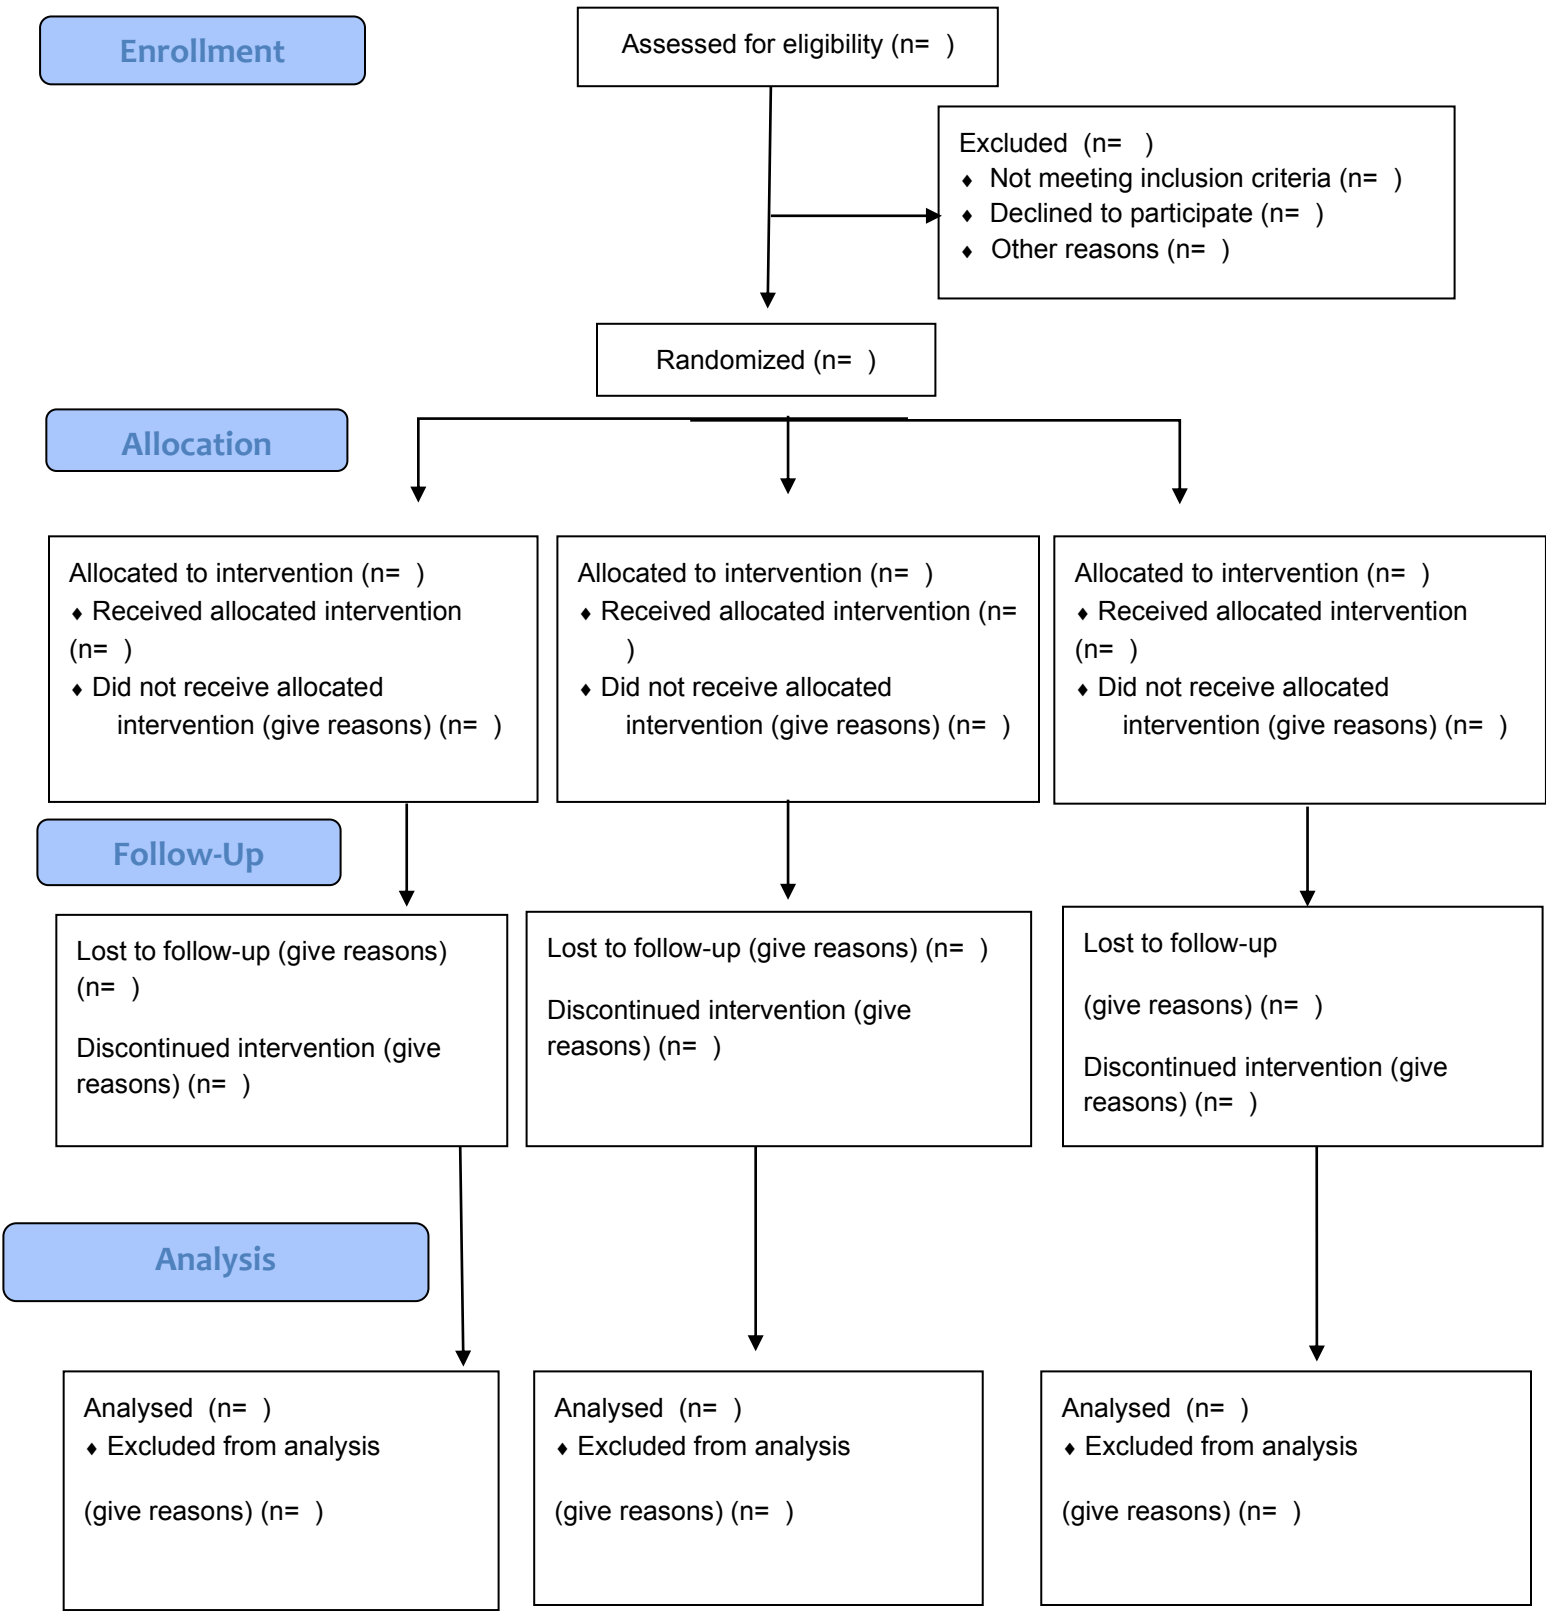 Enrollment
Assessed for eligibility (n=  )
Excluded  (n=   )
♦ Not meeting inclusion criteria (n=  )
♦ Declined to participate (n=  )
♦ Other reasons (n=  )
Randomized (n=  )
Allocation
Allocated to intervention (n=  )
♦ Received allocated intervention
(n=  )
♦ Did not receive allocated
intervention (give reasons) (n=  )
Allocated to intervention (n=  )
♦ Received allocated intervention (n=
)
♦ Did not receive allocated
intervention (give reasons) (n=  )
Allocated to intervention (n=  )
♦ Received allocated intervention
(n=  )
♦ Did not receive allocated
intervention (give reasons) (n=  )
Follow-Up
Lost to follow-up (give reasons)
(n=  )
Discontinued intervention (give
reasons) (n=  )
Lost to follow-up (give reasons) (n=  )
Discontinued intervention (give
reasons) (n=  )
Lost to follow-up
(give reasons) (n=  )
Discontinued intervention (give
reasons) (n=  )
Analysis
Analysed  (n=  )
♦ Excluded from analysis
(give reasons) (n=  )
Analysed  (n=  )
♦ Excluded from analysis
(give reasons) (n=  )
Analysed  (n=  )
♦ Excluded from analysis
(give reasons) (n=  )